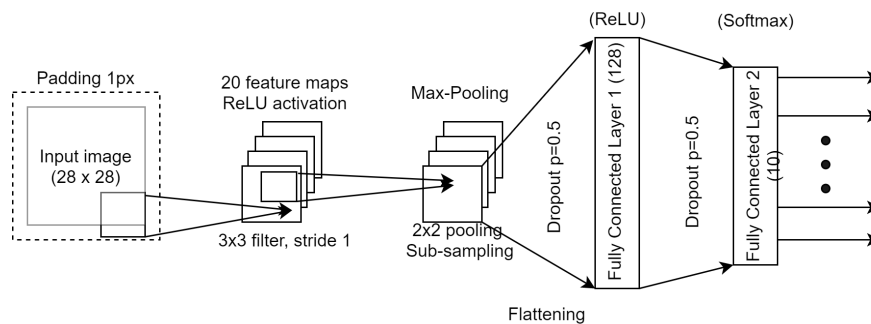 Padding 1px
Input image
(28 x 28)
20 feature maps
ReLU activation
3x3 filter, stride 1
Max-Pooling
2x2 pooling
Sub-sampling
Dropout p=0.5
Flattening
(ReLU)
Fully Connected Layer 1 (128)
Dropout p=0.5
(Softmax)
Fully Connected Layer 2
(10)